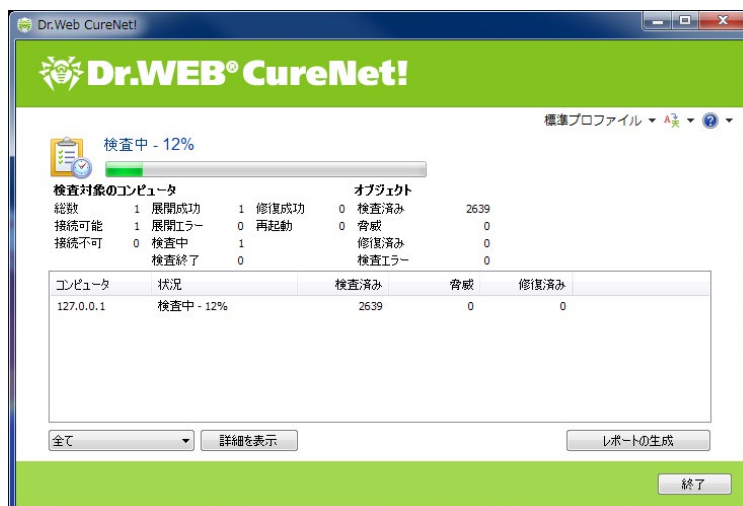 Dr.Web CureNet!
Dr.WEB® CureNet!
標準プロファイル
検査中 - 12%
検査対象のコンピュータ オブジェクト
総数 1 展開成功 1 修復成功 0 検査済み 2639
接続可能 1 展開エラー 0 再起動 0 脅威 0
接続不可 0 検査中 1 修復済み 0
検査終了 0 検査エラー 0
コンピュータ 状況 検査済み 脅威 修復済み
127.0.0.1 検査中 - 12% 2639 0 0
全て 詳細を表示 レポートの生成
終了